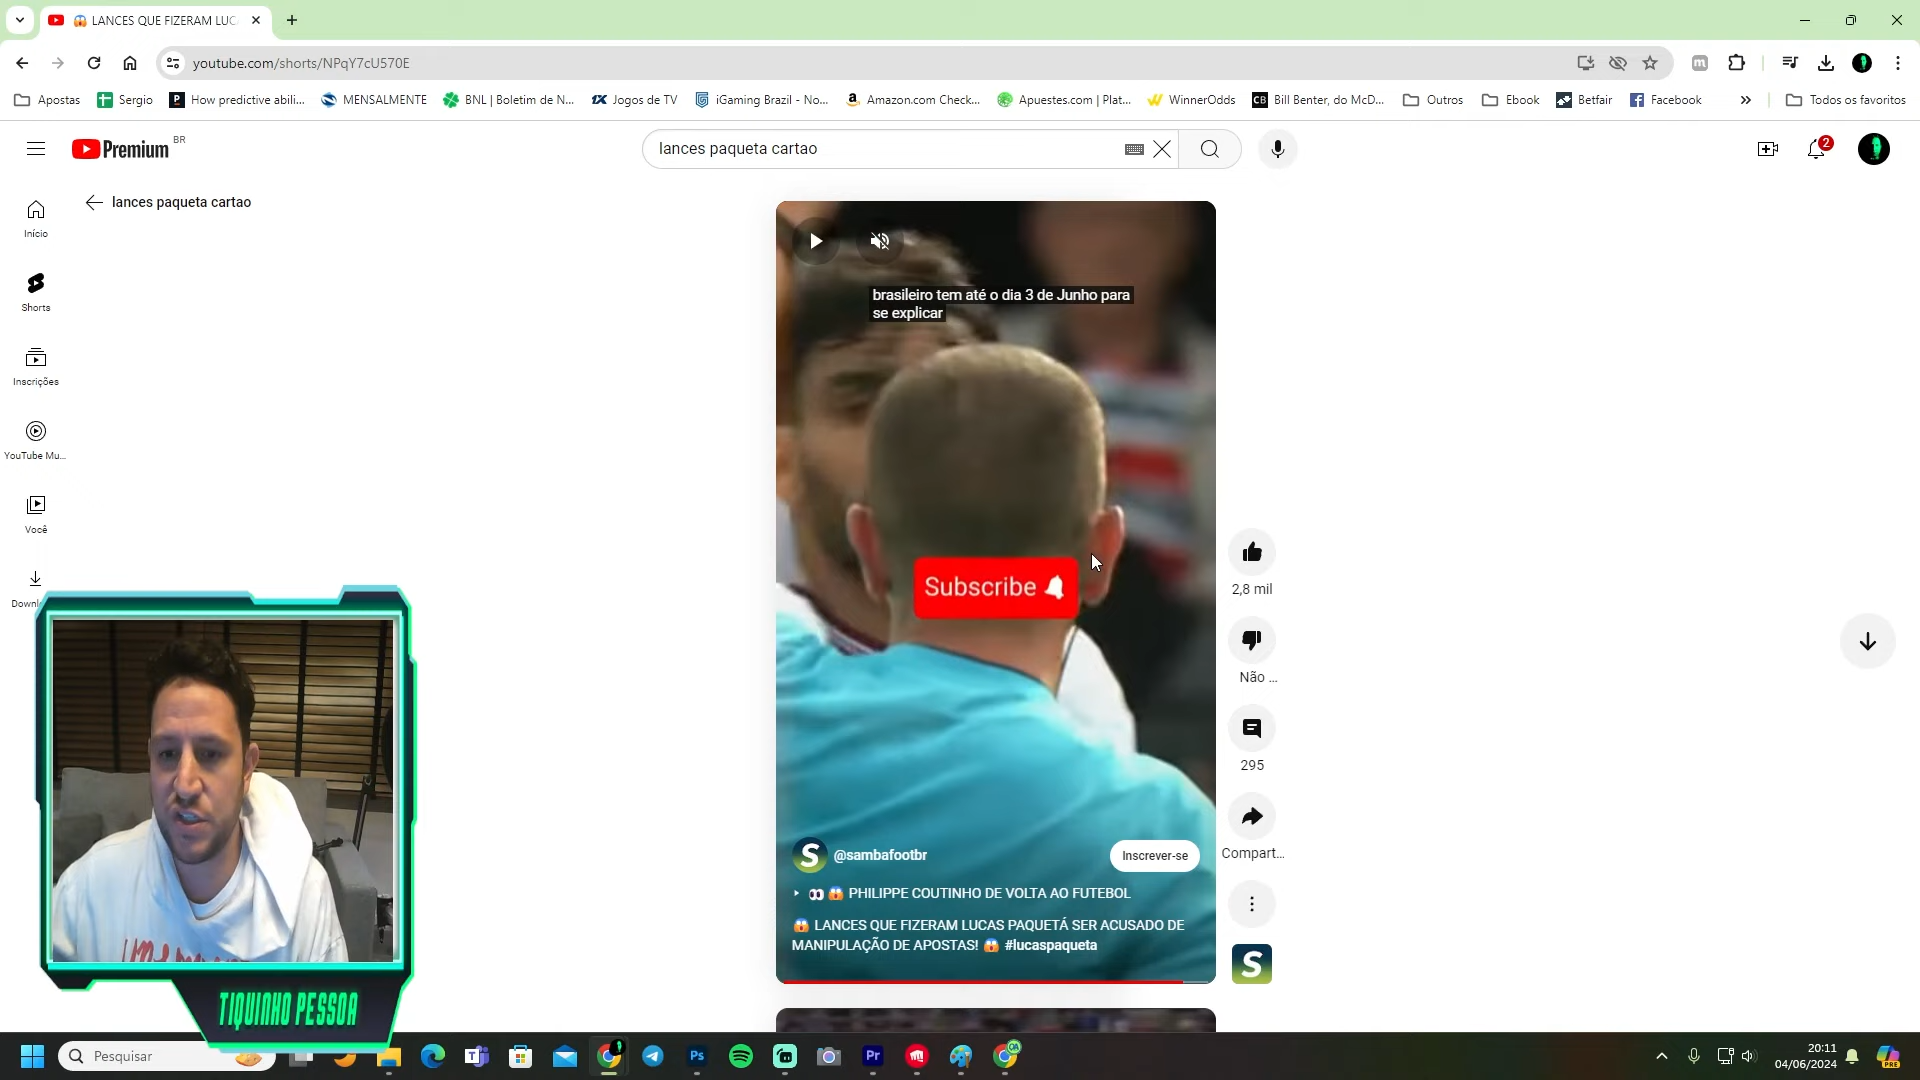 😱 LANCES QUE FIZERAM LUC
youtube.com/shorts/NPqY7cU570E
Apostas
Sergio
How predictive abili...
MENSALMENTE
BNL | Boletim de N...
1X Jogos de TV
iGaming Brazil - No...
Amazon.com Check...
Apuestes.com | Plat...
WinnerOdds
CB Bill Benter, do McD...
Outros
Ebook
Betfair
Facebook
Todos os favoritos
Premium BR
lances paqueta cartao
2
lances paqueta cartao
Início
Shorts
Inscrições
YouTube Mu...
Você
brasileiro tem até o dia 3 de Junho para
se explicar
Subscribe
@sambafootbr
Inscrever-se
👀 😱 PHILIPPE COUTINHO DE VOLTA AO FUTEBOL
😱 LANCES QUE FIZERAM LUCAS PAQUETÁ SER ACUSADO DE
MANIPULAÇÃO DE APOSTAS! 😱 #lucaspaqueta
2,8 mil
Não ...
295
Compart...
S
TIQUINHO PESSOA
Pesquisar
Ps
Pr
20:11
04/06/2024